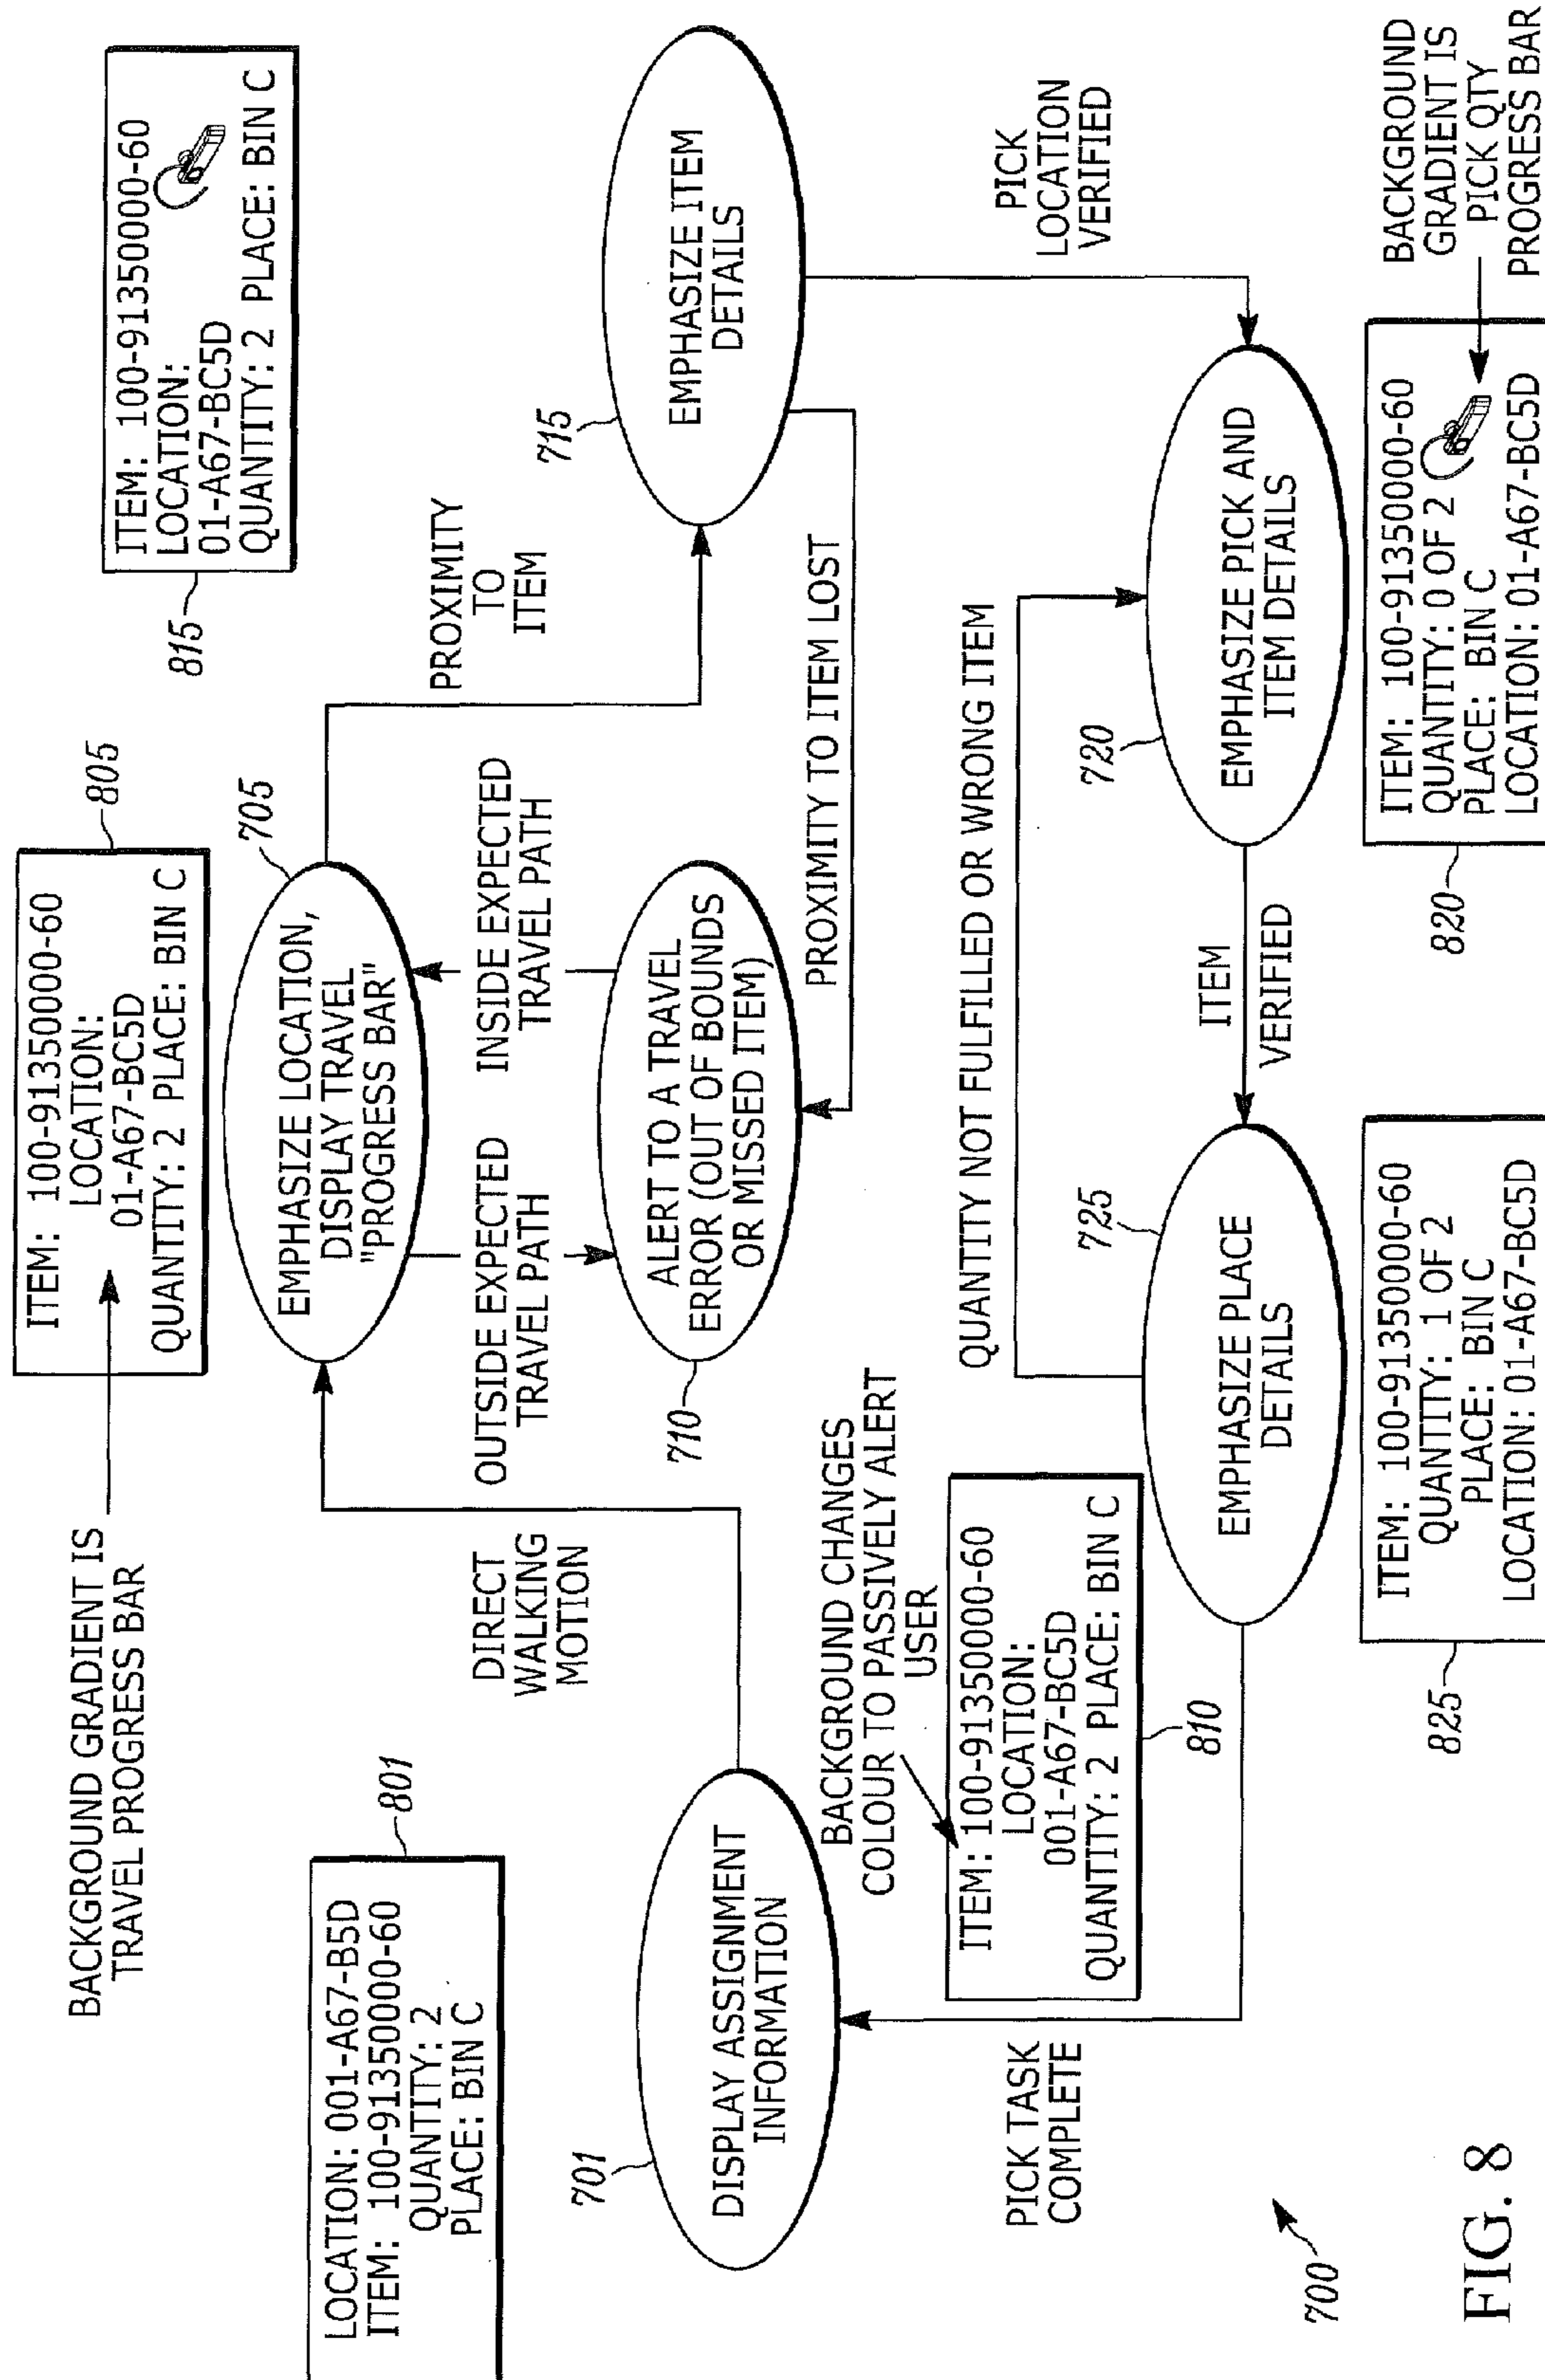 BACKGROUND GRADIENT IS
TRAVEL PROGRESS BAR
ITEM: 100-91350000-60
LOCATION:
01-A67-BC5D
QUANTITY: 2 PLACE: BIN C
805
ITEM: 100-91350000-60
LOCATION:
01-A67-BC5D
QUANTITY: 2 PLACE: BIN C
815
LOCATION: 001-A67-B5D
ITEM: 100-91350000-60
QUANTITY: 2
PLACE: BIN C
801
EMPHASIZE LOCATION,
DISPLAY TRAVEL
"PROGRESS BAR"
705
DIRECT
WALKING
MOTION
OUTSIDE EXPECTED
TRAVEL PATH
INSIDE EXPECTED
TRAVEL PATH
PROXIMITY
TO
ITEM
701
DISPLAY ASSIGNMENT
INFORMATION
710
ALERT TO A TRAVEL
ERROR (OUT OF BOUNDS
OR MISSED ITEM)
715
EMPHASIZE ITEM
DETAILS
PROXIMITY TO ITEM LOST
BACKGROUND CHANGES
COLOUR TO PASSIVELY ALERT
USER
ITEM: 100-91350000-60
LOCATION:
001-A67-BC5D
QUANTITY: 2 PLACE: BIN C
810
QUANTITY NOT FULFILLED OR WRONG ITEM
PICK
LOCATION
VERIFIED
PICK TASK
COMPLETE
725
EMPHASIZE PLACE
DETAILS
ITEM
VERIFIED
720
EMPHASIZE PICK AND
ITEM DETAILS
700
825
ITEM: 100-91350000-60
QUANTITY: 1 OF 2
PLACE: BIN C
LOCATION: 01-A67-BC5D
820
ITEM: 100-91350000-60
QUANTITY: 0 OF 2
PLACE: BIN C
LOCATION: 01-A67-BC5D
BACKGROUND
GRADIENT IS
PICK QTY
PROGRESS BAR
FIG. 8